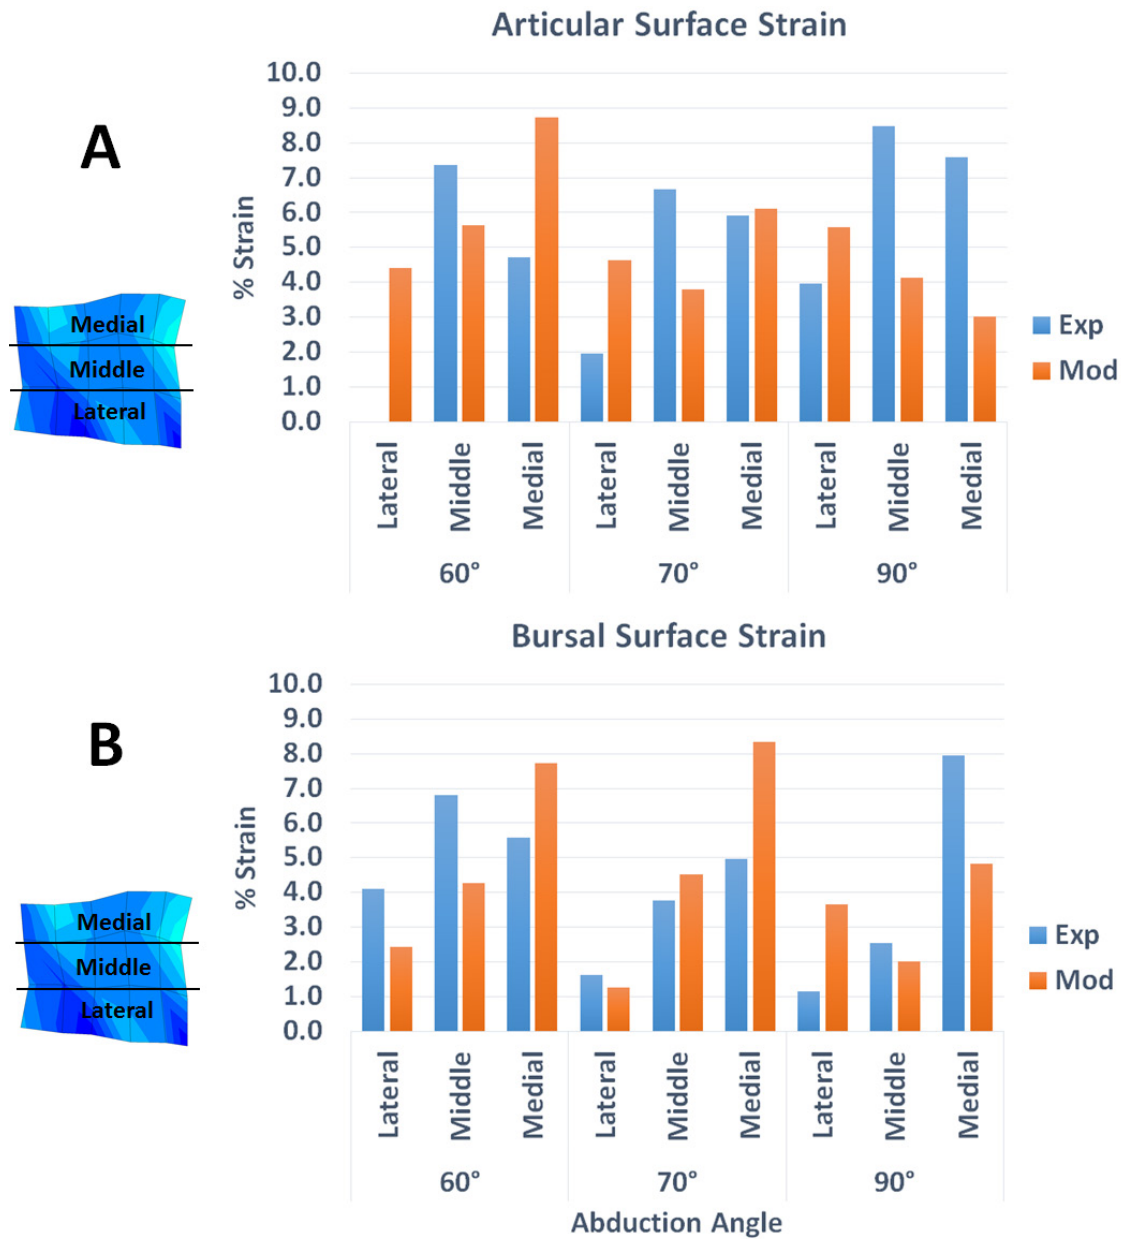 Articular Surface Strain
A
10.0
9.0
8.0
7.0
6.0
5.0
4.0
3.0
2.0
1.0
0.0
% Strain
Medial
Middle
Lateral
Exp
Mod
Lateral Middle Medial Lateral Middle Medial Lateral Middle Medial
60° 70° 90°
Bursal Surface Strain
B
10.0
9.0
8.0
7.0
6.0
5.0
4.0
3.0
2.0
1.0
0.0
% Strain
Medial
Middle
Lateral
Exp
Mod
Lateral Middle Medial Lateral Middle Medial Lateral Middle Medial
60° 70° 90°
Abduction Angle